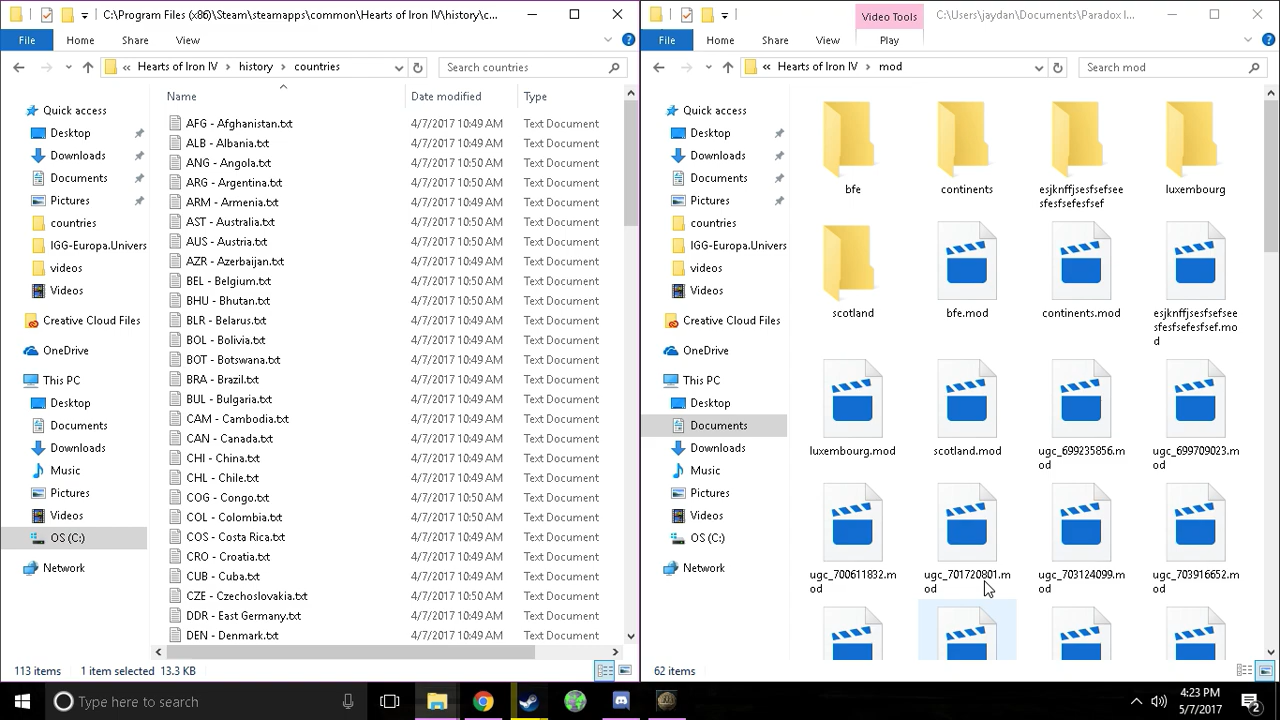 C:\Program Files (x86)\Steam\steamapps\common\Hearts of Iron IV\history\c...
File
Home
Share
View
« Hearts of Iron IV > history > countries
Search countries
Quick access
Desktop
Downloads
Documents
Pictures
countries
IGG-Europa.Univers
videos
Videos
Creative Cloud Files
OneDrive
This PC
Desktop
Documents
Downloads
Music
Pictures
Videos
OS (C:)
Network
Name Date modified Type
AFG - Afghanistan.txt 4/7/2017 10:49 AM Text Document
ALB - Albania.txt 4/7/2017 10:49 AM Text Document
ANG - Angola.txt 4/7/2017 10:50 AM Text Document
ARG - Argentina.txt 4/7/2017 10:50 AM Text Document
ARM - Armenia.txt 4/7/2017 10:49 AM Text Document
AST - Australia.txt 4/7/2017 10:50 AM Text Document
AUS - Austria.txt 4/7/2017 10:49 AM Text Document
AZR - Azerbaijan.txt 4/7/2017 10:49 AM Text Document
BEL - Belgium.txt 4/7/2017 10:49 AM Text Document
BHU - Bhutan.txt 4/7/2017 10:49 AM Text Document
BLR - Belarus.txt 4/7/2017 10:49 AM Text Document
BOL - Bolivia.txt 4/7/2017 10:49 AM Text Document
BOT - Botswana.txt 4/7/2017 10:49 AM Text Document
BRA - Brazil.txt 4/7/2017 10:49 AM Text Document
BUL - Bulgaria.txt 4/7/2017 10:49 AM Text Document
CAM - Cambodia.txt 4/7/2017 10:49 AM Text Document
CAN - Canada.txt 4/7/2017 10:49 AM Text Document
CHI - China.txt 4/7/2017 10:49 AM Text Document
CHL - Chile.txt 4/7/2017 10:49 AM Text Document
COG - Congo.txt 4/7/2017 10:50 AM Text Document
COL - Colombia.txt 4/7/2017 10:50 AM Text Document
COS - Costa Rica.txt 4/7/2017 10:49 AM Text Document
CRO - Croatia.txt 4/7/2017 10:49 AM Text Document
CUB - Cuba.txt 4/7/2017 10:49 AM Text Document
CZE - Czechoslovakia.txt 4/7/2017 10:49 AM Text Document
DDR - East Germany.txt 4/7/2017 10:49 AM Text Document
DEN - Denmark.txt 4/7/2017 10:49 AM Text Document
113 items 1 item selected 13.3 KB
Video Tools
C:\Users\jaydan\Documents\Paradox I...
File
Home
Share
View
Play
« Hearts of Iron IV > mod
Search mod
Quick access
Desktop
Downloads
Documents
Pictures
countries
IGG-Europa.Univers
videos
Videos
Creative Cloud Files
OneDrive
This PC
Desktop
Documents
Downloads
Music
Pictures
Videos
OS (C:)
Network
bfe
continents
esjknffjsesfsefsee
sfesfsefesfsef
luxembourg
scotland
bfe.mod
continents.mod
esjknffjsesfsefsee
sfesfsefesfsef.mo
d
luxembourg.mod
scotland.mod
ugc_699235856.m
od
ugc_699709023.m
od
ugc_700611832.m
od
ugc_701720801.m
od
ugc_703124099.m
od
ugc_703916652.m
od
62 items
Type here to search
4:23 PM
5/7/2017
2